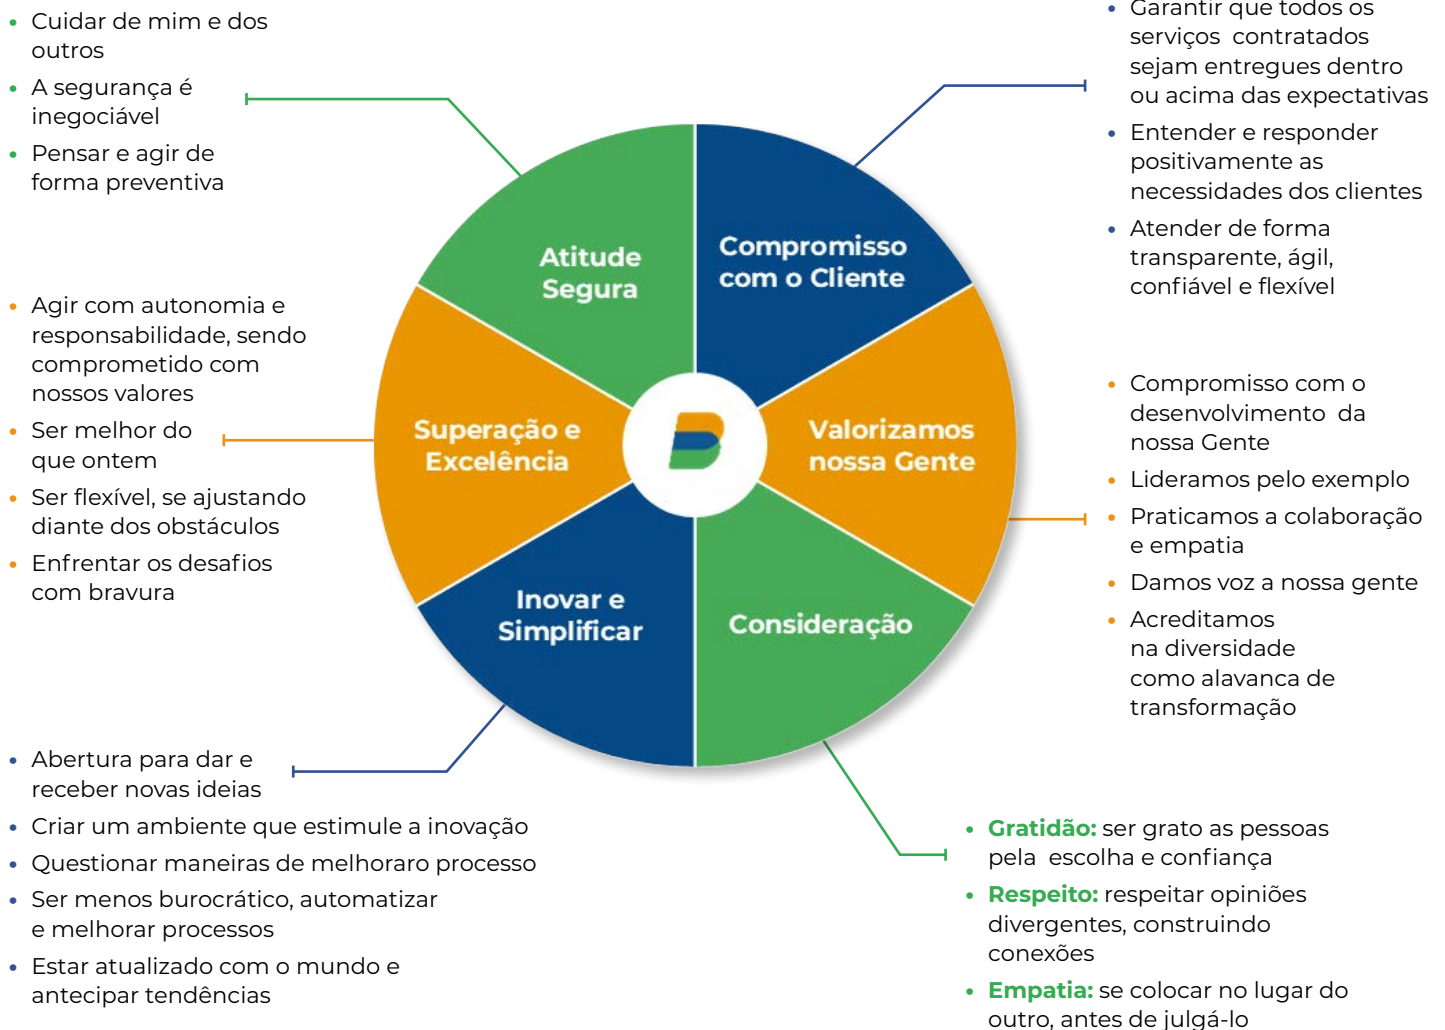 • Cuidar de mim e dos
outros
• A segurança é
inegociável
• Pensar e agir de
forma preventiva
• Garantir que todos os
serviços contratados
sejam entregues dentro
ou acima das expectativas
• Entender e responder
positivamente as
necessidades dos clientes
• Atender de forma
transparente, ágil,
confiável e flexível
Atitude
Segura
Compromisso
com o Cliente
• Agir com autonomia e
responsabilidade, sendo
comprometido com
nossos valores
• Ser melhor do
que ontem
• Ser flexível, se ajustando
diante dos obstáculos
• Enfrentar os desafios
com bravura
Superação e
Excelência
Valorizamos
nossa Gente
• Compromisso com o
desenvolvimento da
nossa Gente
• Lideramos pelo exemplo
• Praticamos a colaboração
e empatia
• Damos voz a nossa gente
• Acreditamos
na diversidade
como alavanca de
transformação
Inovar e
Simplificar
Consideração
• Abertura para dar e
receber novas ideias
• Criar um ambiente que estimule a inovação
• Questionar maneiras de melhoraro processo
• Ser menos burocrático, automatizar
e melhorar processos
• Estar atualizado com o mundo e
antecipar tendências
• Gratidão: ser grato as pessoas
pela escolha e confiança
• Respeito: respeitar opiniões
divergentes, construindo
conexões
• Empatia: se colocar no lugar do
outro, antes de julgá-lo